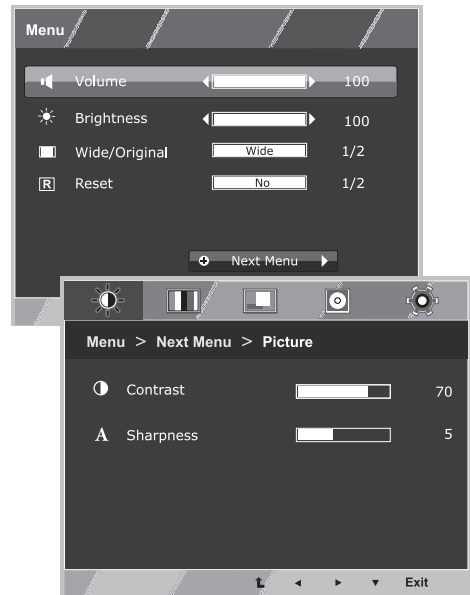 Menu
Volume 100
Brightness 100
Wide/Original Wide 1/2
R Reset No 1/2
Next Menu
Menu > Next Menu > Picture
Contrast 70
A Sharpness 5
Exit